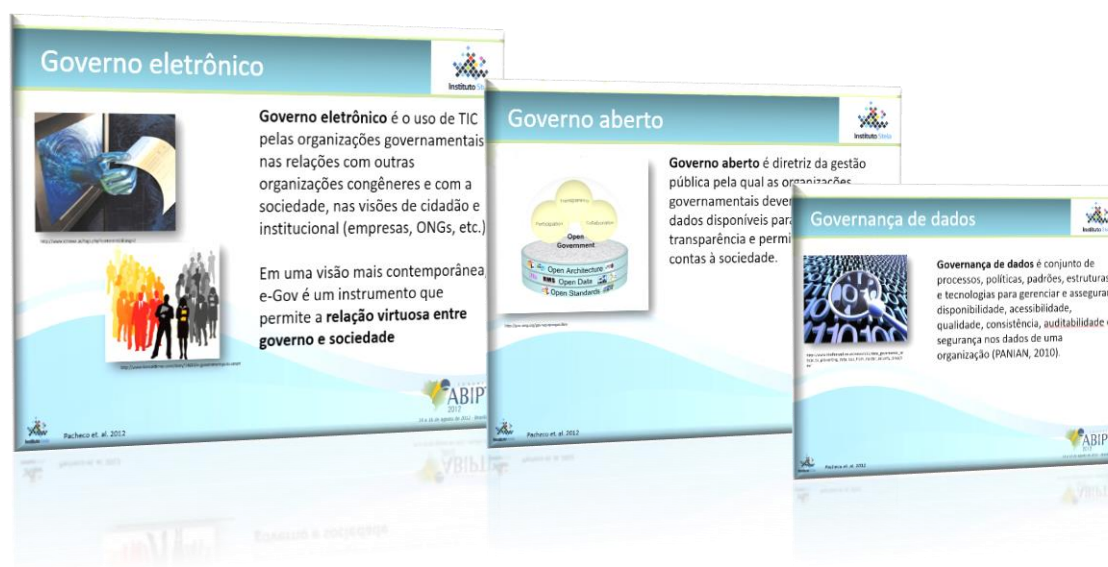 Governo eletrônico
Instituto
Governo eletrônico é o uso de TIC
pelas organizações governamentais
nas relações com outras
organizações congêneres e com a
sociedade, nas visões de cidadão e
institucional (empresas, ONGs, etc.)
Em uma visão mais contemporânea,
e-Gov é um instrumento que
permite a relação virtuosa entre
governo e sociedade
ABIPT
2012
Pacheco et. al. 2012
Governo aberto
Instituto Stela
Governo aberto é diretriz da gestão
pública pela qual as organizações
governamentais
dados disponíveis
transparência e
contas à sociedade.
Transparency
Participation
Collaboration
Open
Government
Open Architecture
Open Data
Open Standards
Pacheco et. al. 2012
Governança de dados
Governança de dados é conjunto de
processos, políticas, padrões, estruturas
e tecnologias para gerenciar e assegurar
disponibilidade, acessibilidade,
qualidade, consistência, auditabilidade
segurança nos dados de uma
organização (PANIAN, 2010).
ABIP
Pacheco et. al. 2012